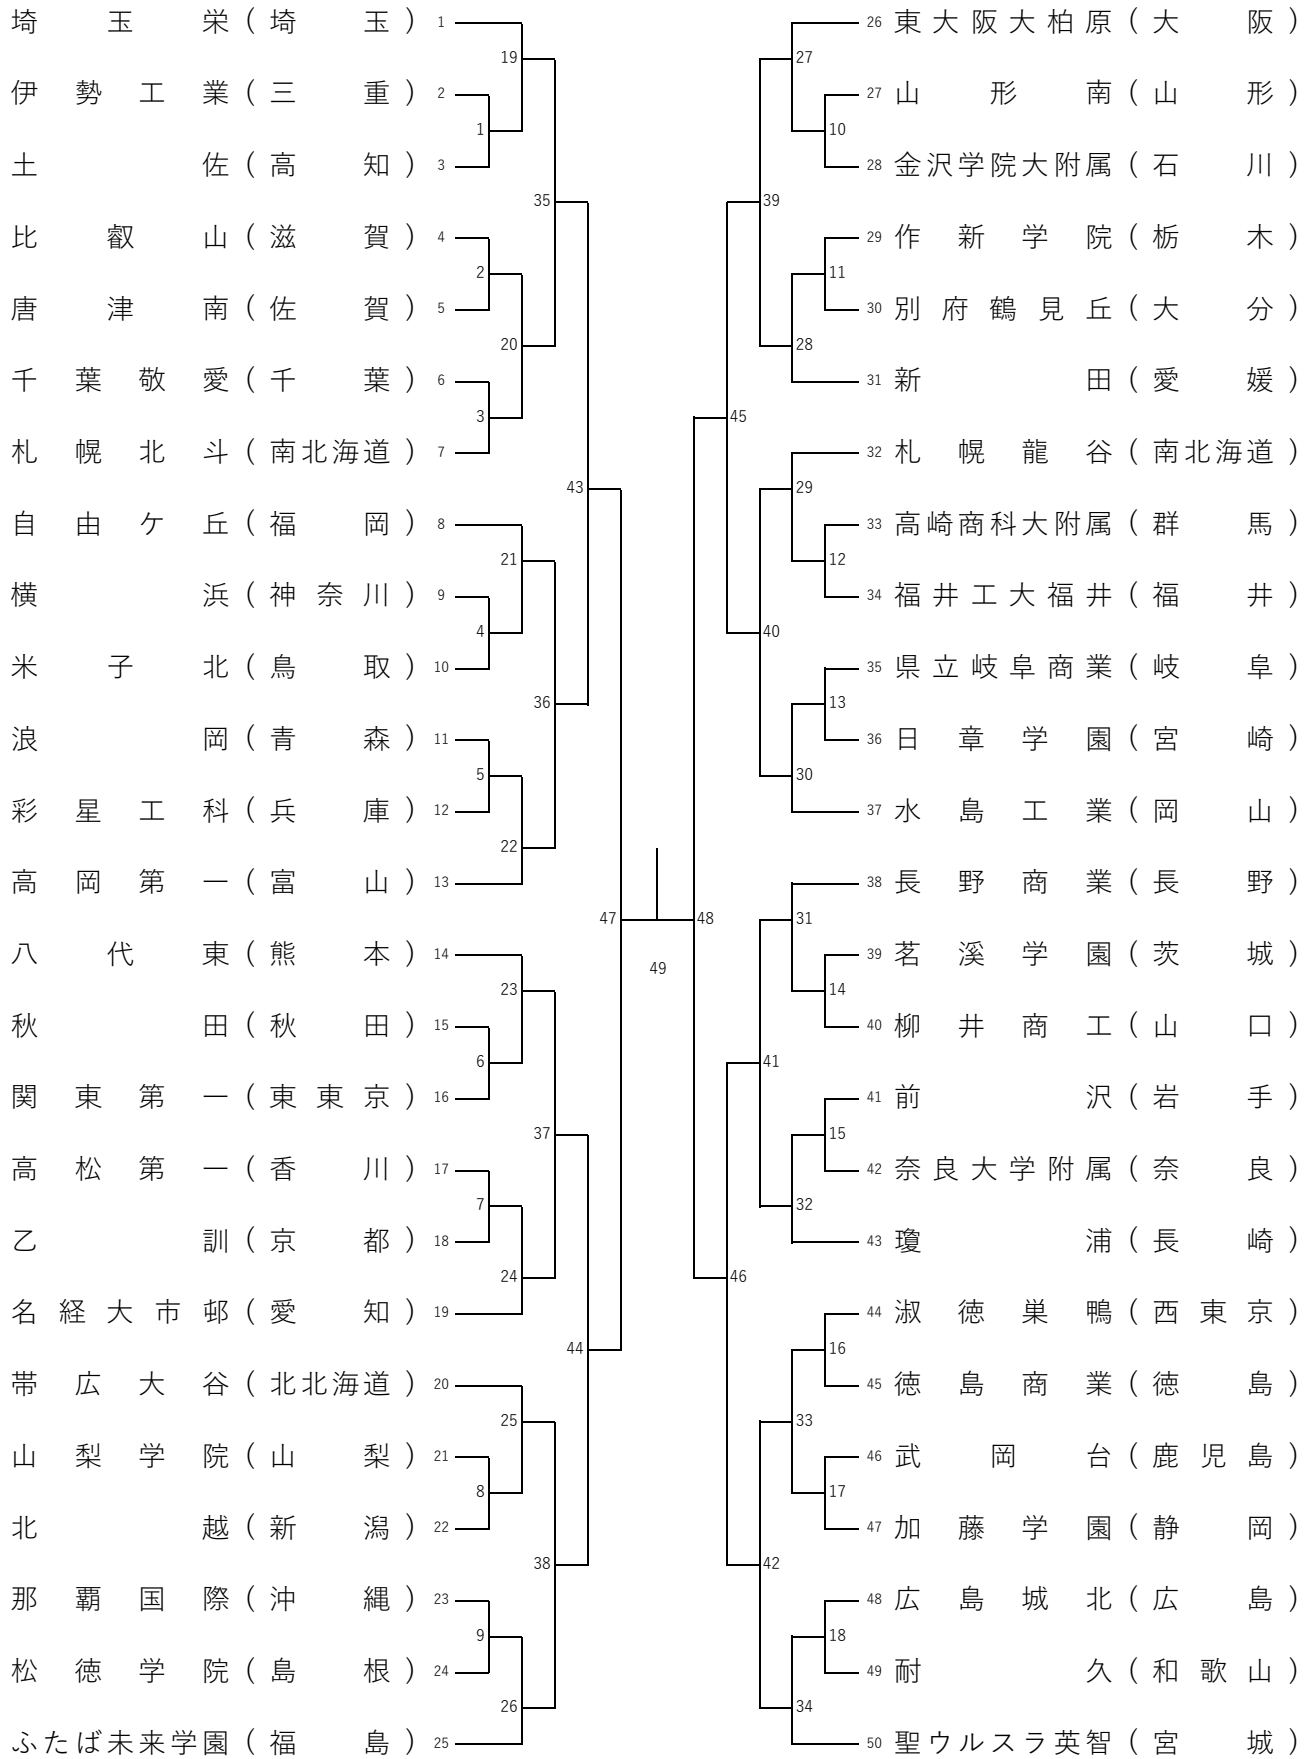 埼玉栄（埼玉）1
19
伊勢工業（三重）2
1
土佐（高知）3
35
比叡山（滋賀）4
2
唐津南（佐賀）5
20
千葉敬愛（千葉）6
3
札幌北斗（南北海道）7
43
自由ケ丘（福岡）8
21
横浜（神奈川）9
4
米子北（鳥取）10
36
浪岡（青森）11
5
彩星工科（兵庫）12
22
高岡第一（富山）13
47
八代東（熊本）14
23
秋田（秋田）15
6
関東第一（東東京）16
37
高松第一（香川）17
7
乙訓（京都）18
24
名経大市邨（愛知）19
44
帯広大谷（北北海道）20
25
山梨学院（山梨）21
8
北越（新潟）22
38
那覇国際（沖縄）23
9
松徳学院（島根）24
26
ふたば未来学園（福島）25
49
26 東大阪大柏原（大阪）
27
27 山形南（山形）
10
28 金沢学院大附属（石川）
39
29 作新学院（栃木）
11
30 別府鶴見丘（大分）
28
31 新田（愛媛）
45
32 札幌龍谷（南北海道）
29
33 高崎商科大附属（群馬）
12
34 福井工大福井（福井）
40
35 県立岐阜商業（岐阜）
13
36 日章学園（宮崎）
30
37 水島工業（岡山）
38 長野商業（長野）
48
31
39 茗溪学園（茨城）
14
40 柳井商工（山口）
41
41 前沢（岩手）
15
42 奈良大学附属（奈良）
32
43 瓊浦（長崎）
46
44 淑徳巣鴨（西東京）
16
45 徳島商業（徳島）
33
46 武岡台（鹿児島）
17
47 加藤学園（静岡）
42
48 広島城北（広島）
18
49 耐久（和歌山）
34
50 聖ウルスラ英智（宮城）